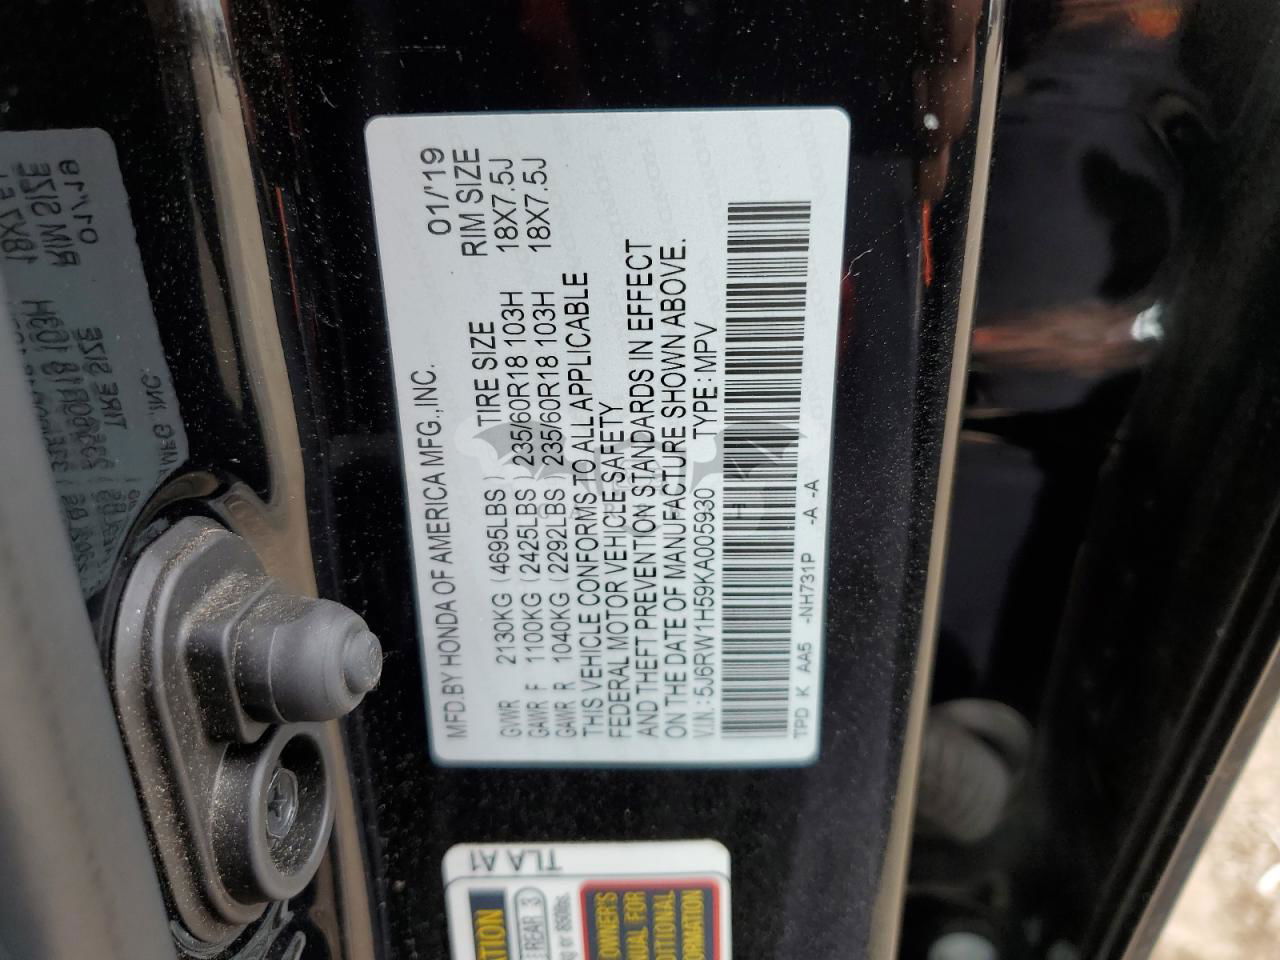 MFD.BY HONDA OF AMERICA MFG.,INC. 01/'19
TIRE SIZE RIM SIZE
GVWR 2130KG (4695LBS)
GAWR F 1100KG (2425LBS) 235/60R18 103H 18X7.5J
GAWR R 1040KG (2292LBS) 235/60R18 103H 18X7.5J
THIS VEHICLE CONFORMS TO ALL APPLICABLE
FEDERAL MOTOR VEHICLE SAFETY
AND THEFT PREVENTION STANDARDS IN EFFECT
ON THE DATE OF MANUFACTURE SHOWN ABOVE.
V.I.N.:5J6RW1H59KA005930 TYPE:MPV
TPD K AA5 -NH731P -A -A
TLA A1
REAR 3
OWNER'S